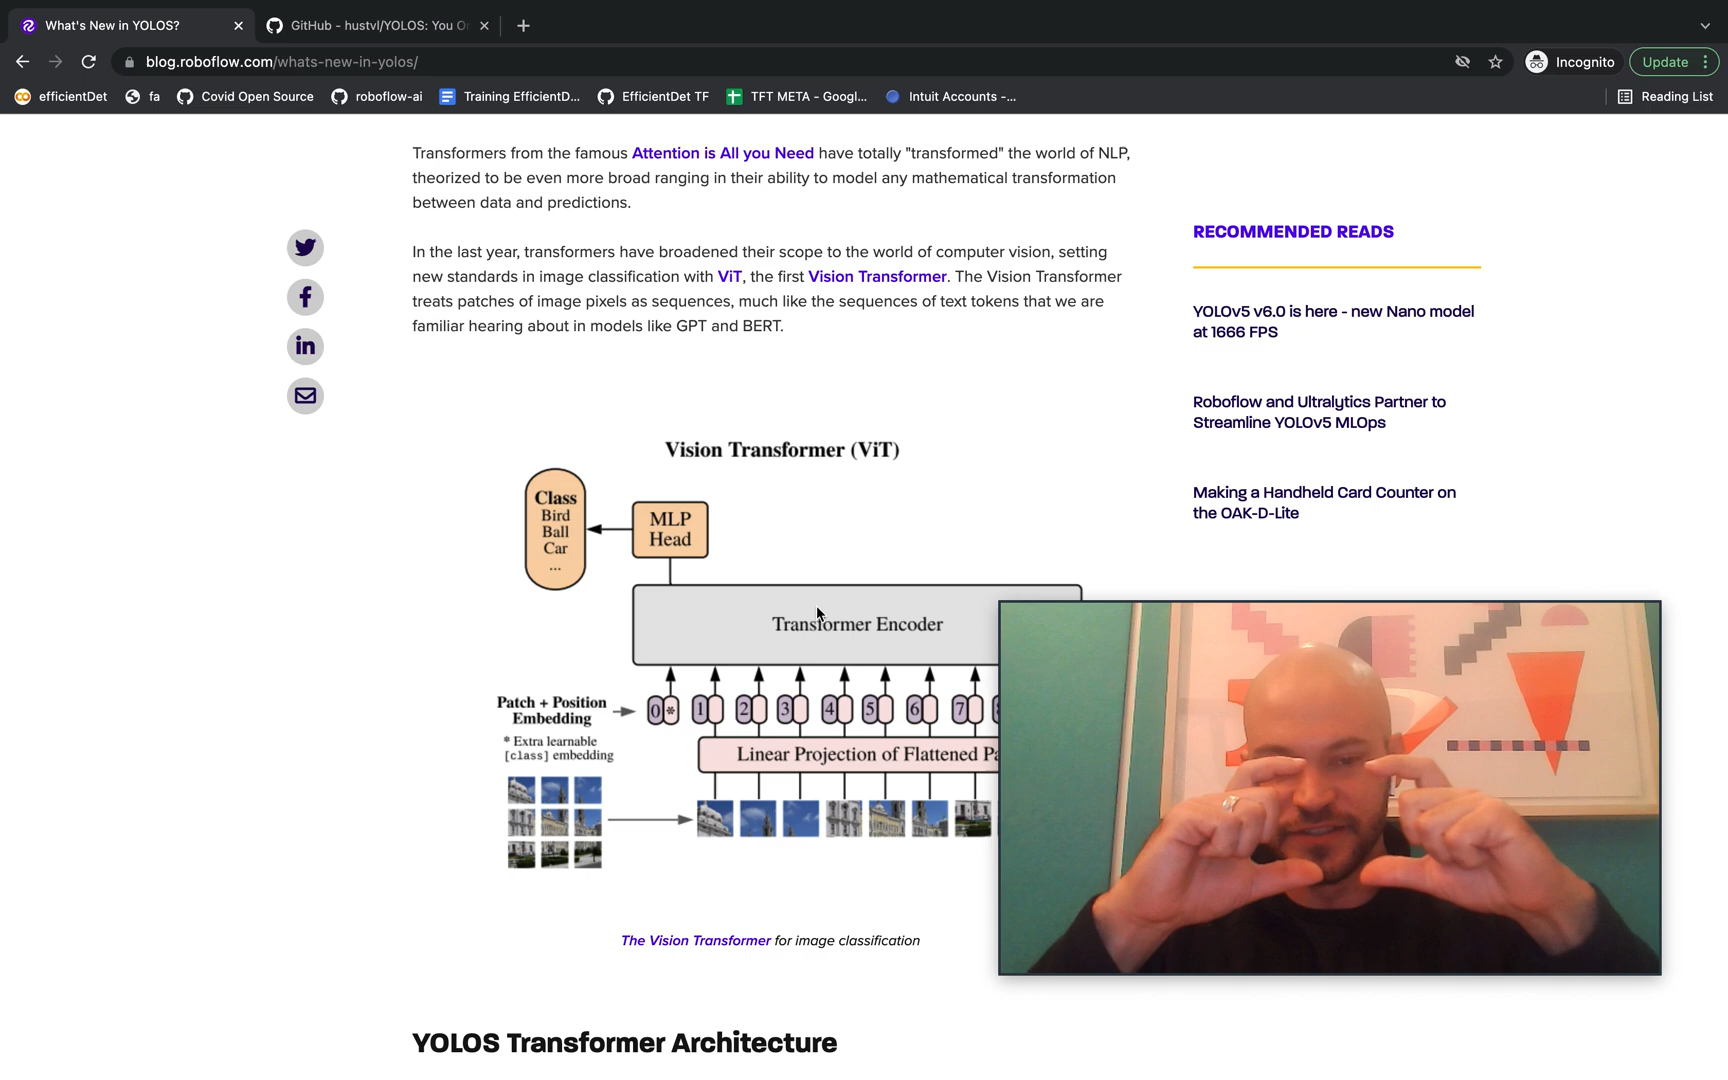 What's New in YOLOS?
GitHub - hustvl/YOLOS: You O
blog.roboflow.com/whats-new-in-yolos/
Incognito
Update
efficientDet
fa
Covid Open Source
roboflow-ai
Training EfficientD...
EfficientDet TF
TFT META - Googl...
Intuit Accounts -...
Reading List
Transformers from the famous Attention is All you Need have totally "transformed" the world of NLP,
theorized to be even more broad ranging in their ability to model any mathematical transformation
between data and predictions.
In the last year, transformers have broadened their scope to the world of computer vision, setting
new standards in image classification with ViT, the first Vision Transformer. The Vision Transformer
treats patches of image pixels as sequences, much like the sequences of text tokens that we are
familiar hearing about in models like GPT and BERT.
RECOMMENDED READS
YOLOv5 v6.0 is here - new Nano model
at 1666 FPS
Roboflow and Ultralytics Partner to
Streamline YOLOv5 MLOps
Making a Handheld Card Counter on
the OAK-D-Lite
Vision Transformer (ViT)
Class
Bird
Ball
Car
...
MLP
Head
Transformer Encoder
Patch + Position
Embedding
0 * 1 2 3 4 5 6 7
* Extra learnable
[class] embedding
Linear Projection of Flattened
The Vision Transformer for image classification
YOLOS Transformer Architecture